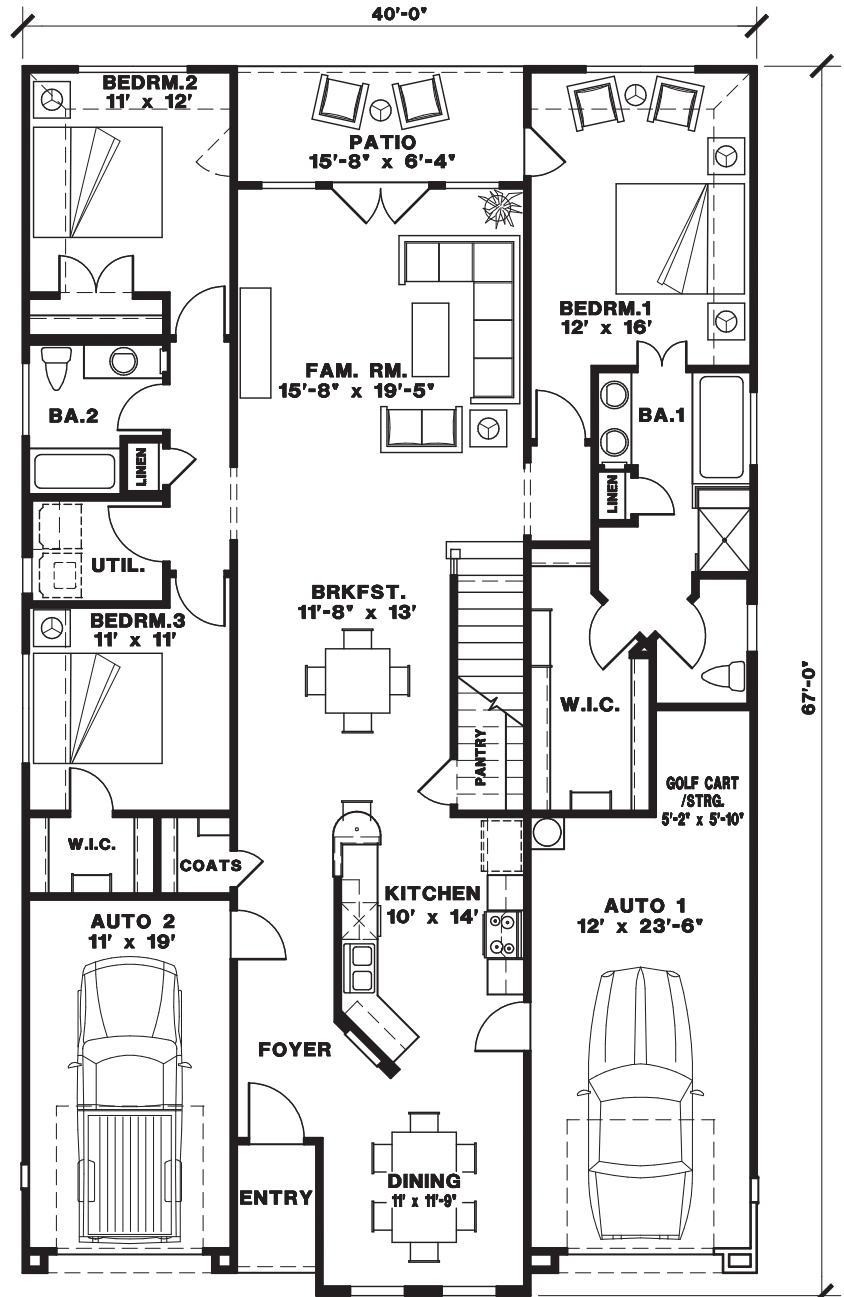 40'-0"
BEDRM.2
11' x 12'
PATIO
15'-8" x 6'-4"
BEDRM.1
12' x 16'
FAM. RM.
15'-8" x 19'-5"
BA.2
LINEN
BA.1
LINEN
UTIL.
BRKFST.
11'-8" x 13'
BEDRM.3
11' x 11'
67'-0"
W.I.C.
PANTRY
GOLF CART
/STRG.
5'-2" x 5'-10"
W.I.C.
COATS
KITCHEN
10' x 14'
AUTO 1
12' x 23'-6"
AUTO 2
11' x 19'
FOYER
ENTRY
DINING
11' x 11'-9"